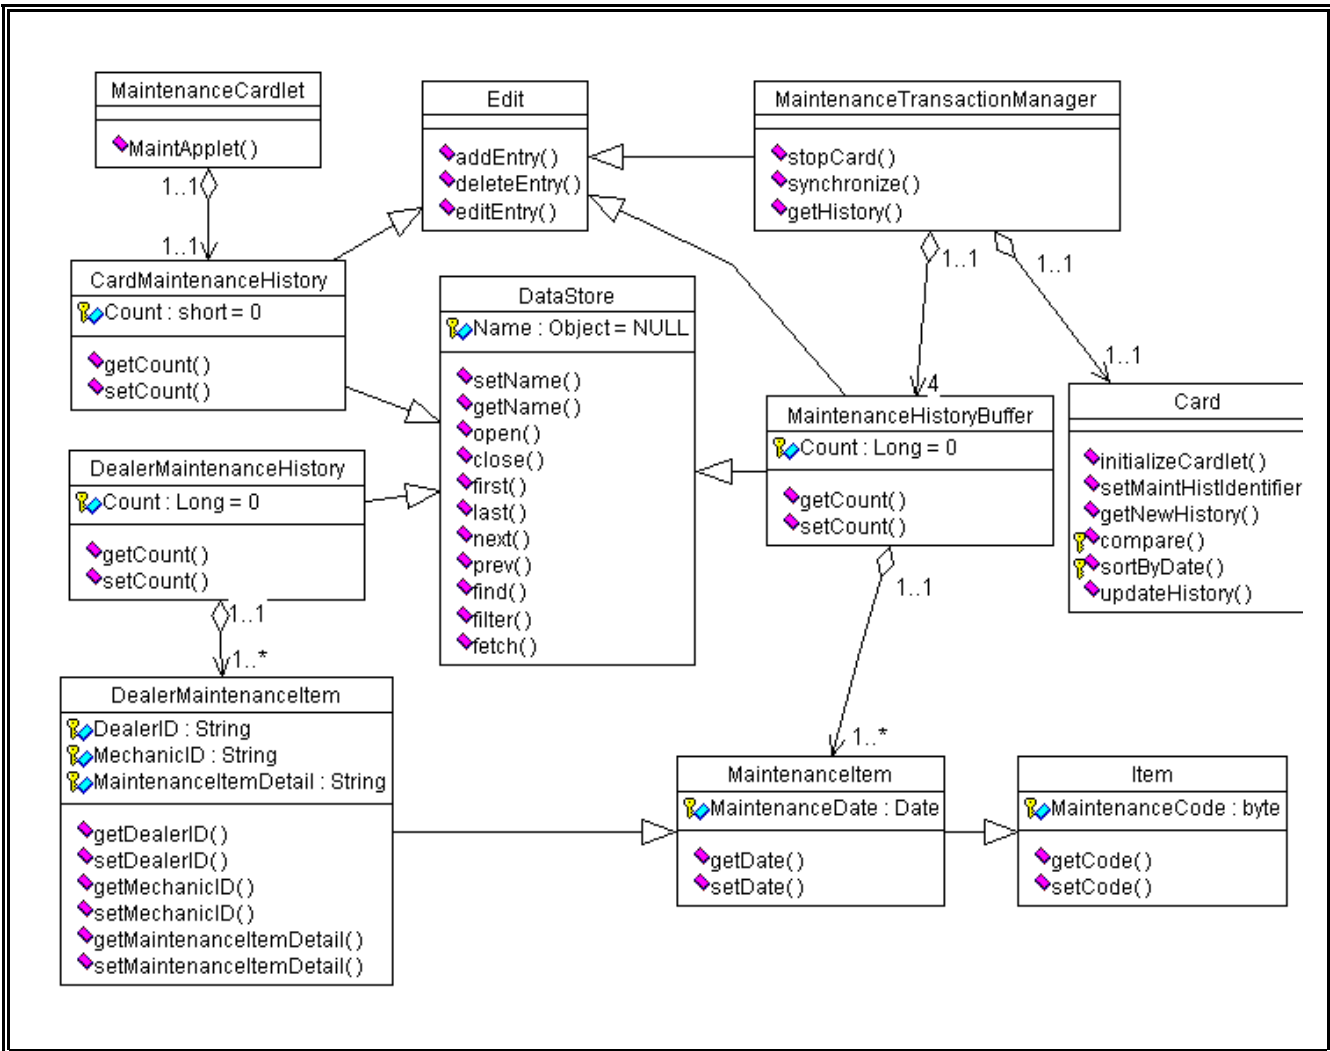 MaintenanceCardlet
MaintApplet()
1..1
1..1
Edit
addEntry()
deleteEntry()
editEntry()
MaintenanceTransactionManager
stopCard()
synchronize()
getHistory()
1..1
1..1
4
1..1
CardMaintenanceHistory
Count : short = 0
getCount()
setCount()
DataStore
Name : Object = NULL
setName()
getName()
open()
close()
first()
last()
next()
prev()
find()
filter()
fetch()
MaintenanceHistoryBuffer
Count : Long = 0
getCount()
setCount()
1..1
1..*
Card
initializeCardlet()
setMaintHistIdentifier
getNewHistory()
compare()
sortByDate()
updateHistory()
DealerMaintenanceHistory
Count : Long = 0
getCount()
setCount()
1..1
1..*
DealerMaintenanceItem
DealerID : String
MechanicID : String
MaintenanceItemDetail : String
getDealerID()
setDealerID()
getMechanicID()
setMechanicID()
getMaintenanceItemDetail()
setMaintenanceItemDetail()
MaintenanceItem
MaintenanceDate : Date
getDate()
setDate()
Item
MaintenanceCode : byte
getCode()
setCode()